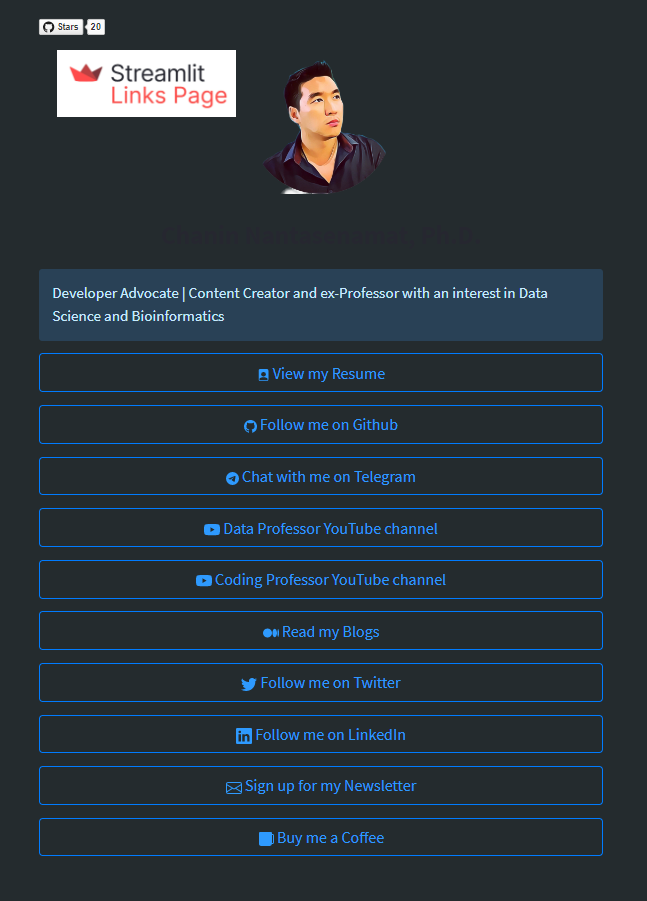 Stars 20
Streamlit
Links Page
Developer Advocate | Content Creator and ex-Professor with an interest in Data
Science and Bioinformatics
View my Resume
Follow me on Github
Chat with me on Telegram
Data Professor YouTube channel
Coding Professor YouTube channel
Read my Blogs
Follow me on Twitter
Follow me on LinkedIn
Sign up for my Newsletter
Buy me a Coffee